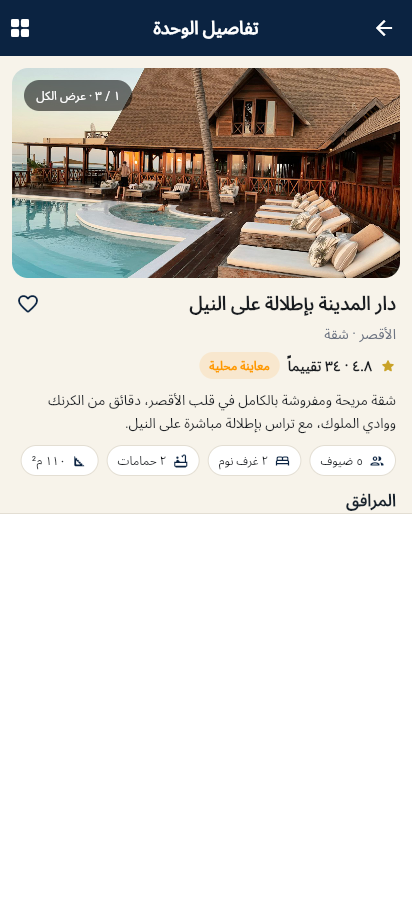 تفاصيل الوحدة
١ / ٣ · عرض الكل
دار المدينة بإطلالة على النيل
الأقصر · شقة
٤.٨ · ٣٤ تقييماً
معاينة محلية
شقة مريحة ومفروشة بالكامل في قلب الأقصر، دقائق من الكرنك
ووادي الملوك، مع تراس بإطلالة مباشرة على النيل.
٥ ضيوف
٢ غرف نوم
٢ حمامات
١١٠ م²
المرافق